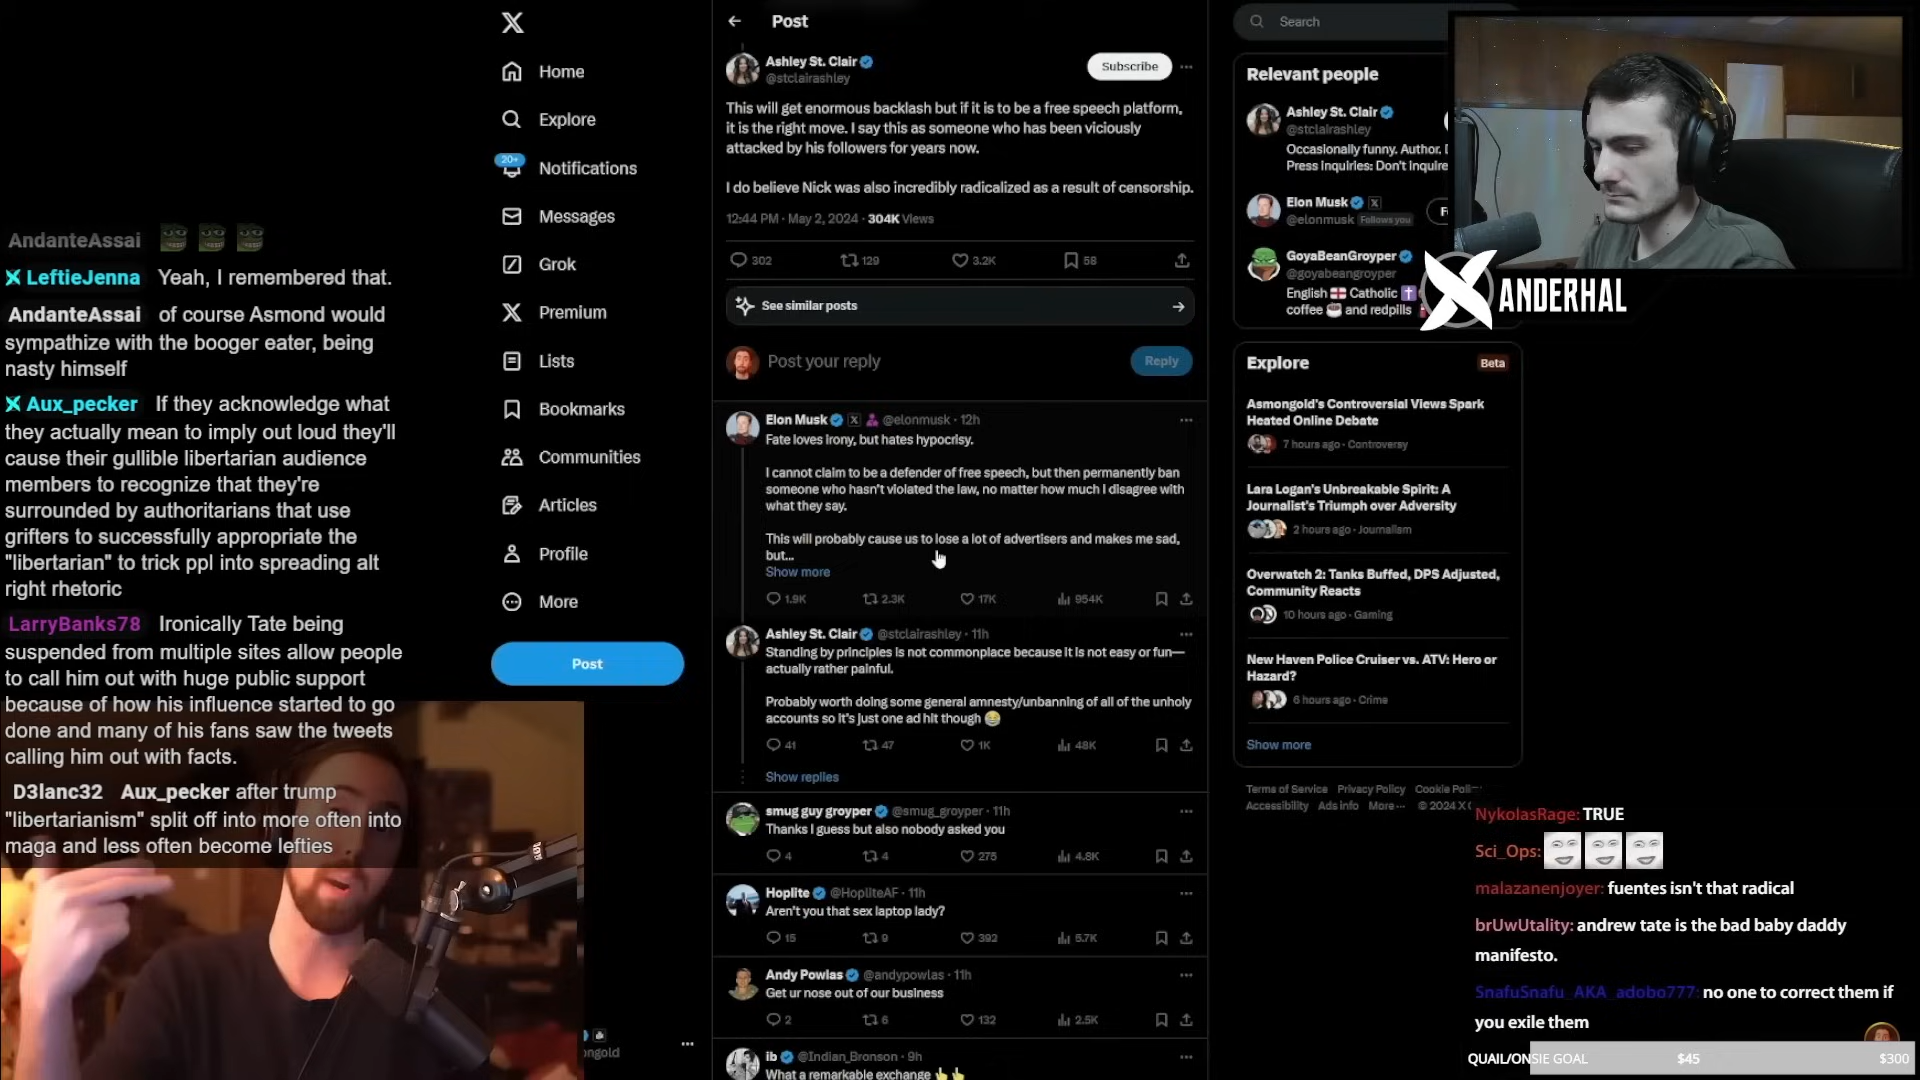 Post
Ashley St. Clair
@stclairashley
Subscribe
This will get enormous backlash but if it is to be a free speech platform,
it is the right move. I say this as someone who has been viciously
attacked by his followers for years now.
I do believe Nick was also incredibly radicalized as a result of censorship.
12:44 PM · May 2, 2024 · 304K Views
302 129 3.2K 58
See similar posts
Post your reply
Reply
Elon Musk @elonmusk · 12h
Fate loves irony, but hates hypocrisy.
I cannot claim to be a defender of free speech, but then permanently ban
someone who hasn't violated the law, no matter how much I disagree with
what they say.
This will probably cause us to lose a lot of advertisers and makes me sad,
but...
Show more
1.9K 2.3K 17K 954K
Ashley St. Clair @stclairashley · 11h
Standing by principles is not commonplace because it is not easy or fun—
actually rather painful.
Probably worth doing some general amnesty/unbanning of all of the unholy
accounts so it's just one ad hit though 😂
41 47 1K 48K
Show replies
smug guy groyper @smug_groyper · 11h
Thanks I guess but also nobody asked you
4 4 275 4.8K
Hoplite @HopliteAF · 11h
Aren't you that sex laptop lady?
15 9 392 5.7K
Andy Powlas @andypowlas · 11h
Get ur nose out of our business
2 6 132 2.5K
ib @Indian_Bronson · 9h
What a remarkable exchange 👆👆
X
20+
Home
Explore
Notifications
Messages
Grok
Premium
Lists
Bookmarks
Communities
Articles
Profile
More
Post
ongold
AndanteAssai
LeftieJenna Yeah, I remembered that.
AndanteAssai of course Asmond would
sympathize with the booger eater, being
nasty himself
Aux_pecker If they acknowledge what
they actually mean to imply out loud they'll
cause their gullible libertarian audience
members to recognize that they're
surrounded by authoritarians that use
grifters to successfully appropriate the
"libertarian" to trick ppl into spreading alt
right rhetoric
LarryBanks78 Ironically Tate being
suspended from multiple sites allow people
to call him out with huge public support
because of how his influence started to go
done and many of his fans saw the tweets
calling him out with facts.
D3lanc32 Aux_pecker after trump
"libertarianism" split off into more often into
maga and less often become lefties
Search
Relevant people
Ashley St. Clair
@stclairashley
Occasionally funny. Author.
Press Inquiries: Don't Inquire
Elon Musk
@elonmusk Follows you
GoyaBeanGroyper
@goyabeangroyper
English 🏴󠁧󠁢󠁥󠁮󠁧󠁿 Catholic ✝️
coffee ☕ and redpills
XANDERHAL
Explore
Beta
Asmongold's Controversial Views Spark
Heated Online Debate
7 hours ago · Controversy
Lara Logan's Unbreakable Spirit: A
Journalist's Triumph over Adversity
2 hours ago · Journalism
Overwatch 2: Tanks Buffed, DPS Adjusted,
Community Reacts
10 hours ago · Gaming
New Haven Police Cruiser vs. ATV: Hero or
Hazard?
6 hours ago · Crime
Show more
Terms of Service Privacy Policy Cookie
Accessibility Ads info More ··· © 2024 X
NykolasRage: TRUE
Sci_Ops:
malazanenjoyer: fuentes isn't that radical
brUwUtality: andrew tate is the bad baby daddy
manifesto.
SnafuSnafu_AKA_adobo777: no one to correct them if
you exile them
QUAIL/ONSIE GOAL $45 $300